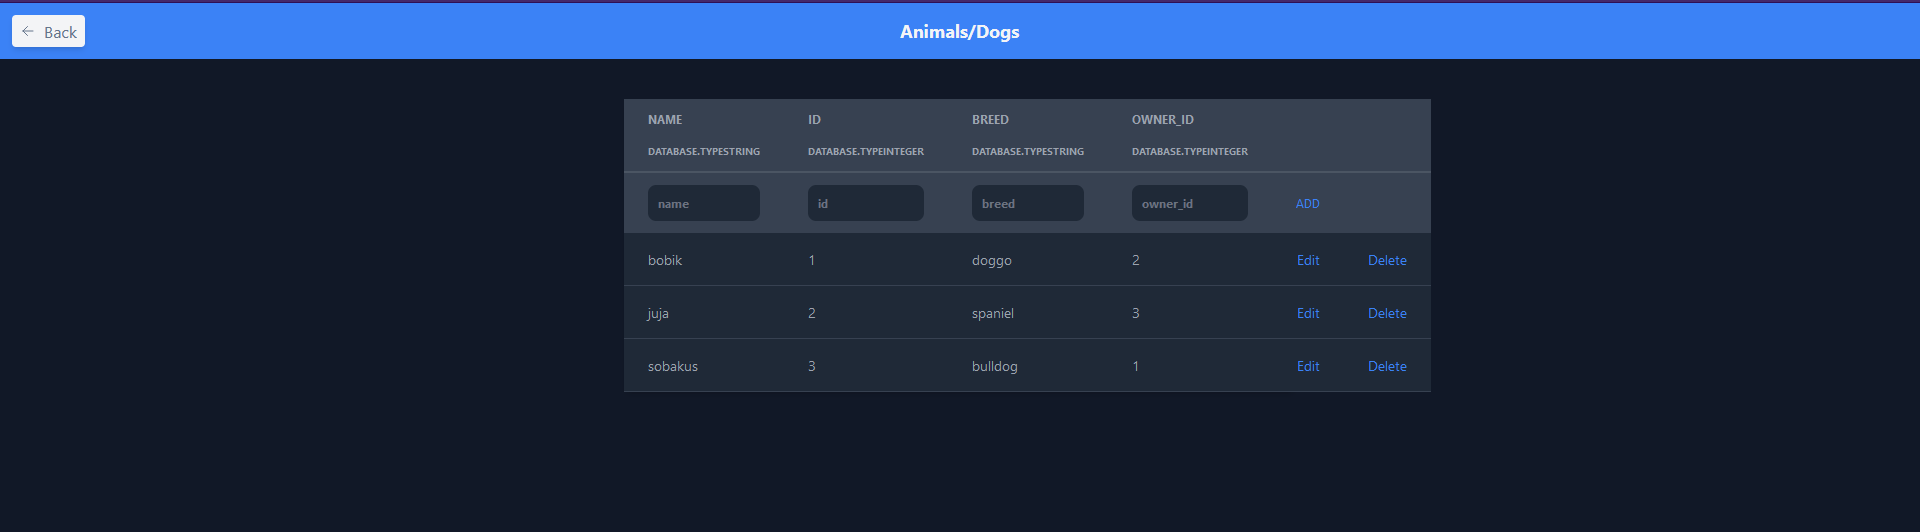 Back
Animals/Dogs
NAME ID BREED OWNER_ID
DATABASE.TYPESTRING DATABASE.TYPEINTEGER DATABASE.TYPESTRING DATABASE.TYPEINTEGER
name id breed owner_id ADD
bobik 1 doggo 2 Edit Delete
juja 2 spaniel 3 Edit Delete
sobakus 3 bulldog 1 Edit Delete